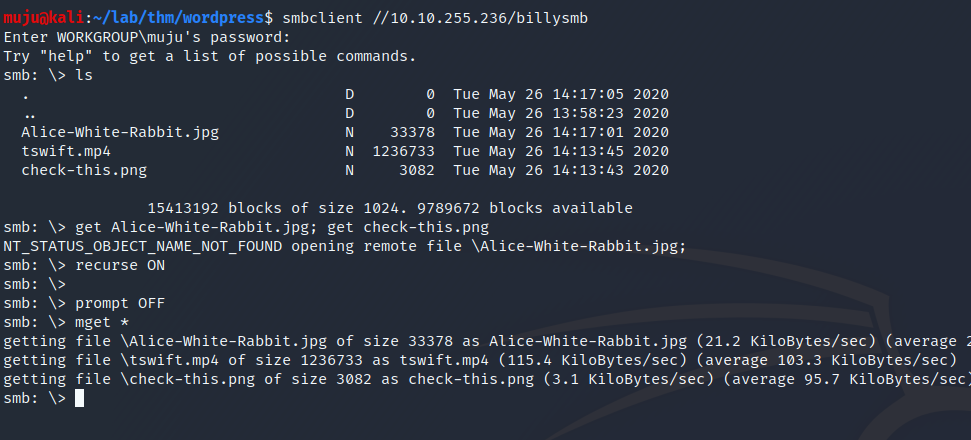 muju@kali:~/lab/thm/wordpress$ smbclient //10.10.255.236/billysmb
Enter WORKGROUP\muju's password:
Try "help" to get a list of possible commands.
smb: \> ls
  .                                   D        0  Tue May 26 14:17:05 2020
  ..                                  D        0  Tue May 26 13:58:23 2020
  Alice-White-Rabbit.jpg              N    33378  Tue May 26 14:17:01 2020
  tswift.mp4                          N  1236733  Tue May 26 14:13:45 2020
  check-this.png                      N     3082  Tue May 26 14:13:43 2020
                15413192 blocks of size 1024. 9789672 blocks available
smb: \> get Alice-White-Rabbit.jpg; get check-this.png
NT_STATUS_OBJECT_NAME_NOT_FOUND opening remote file \Alice-White-Rabbit.jpg;
smb: \> recurse ON
smb: \>
smb: \> prompt OFF
smb: \> mget *
getting file \Alice-White-Rabbit.jpg of size 33378 as Alice-White-Rabbit.jpg (21.2 KiloBytes/sec) (average
getting file \tswift.mp4 of size 1236733 as tswift.mp4 (115.4 KiloBytes/sec) (average 103.3 KiloBytes/sec)
getting file \check-this.png of size 3082 as check-this.png (3.1 KiloBytes/sec) (average 95.7 KiloBytes/sec)
smb: \>